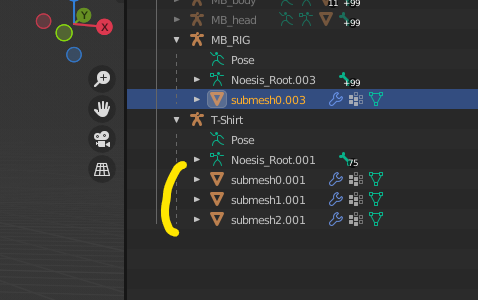 MB_body 11 +99
MB_head +99
MB_RIG
Pose
Noesis_Root.003 +99
submesh0.003
T-Shirt
Pose
Noesis_Root.001 75
submesh0.001
submesh1.001
submesh2.001
Y
X